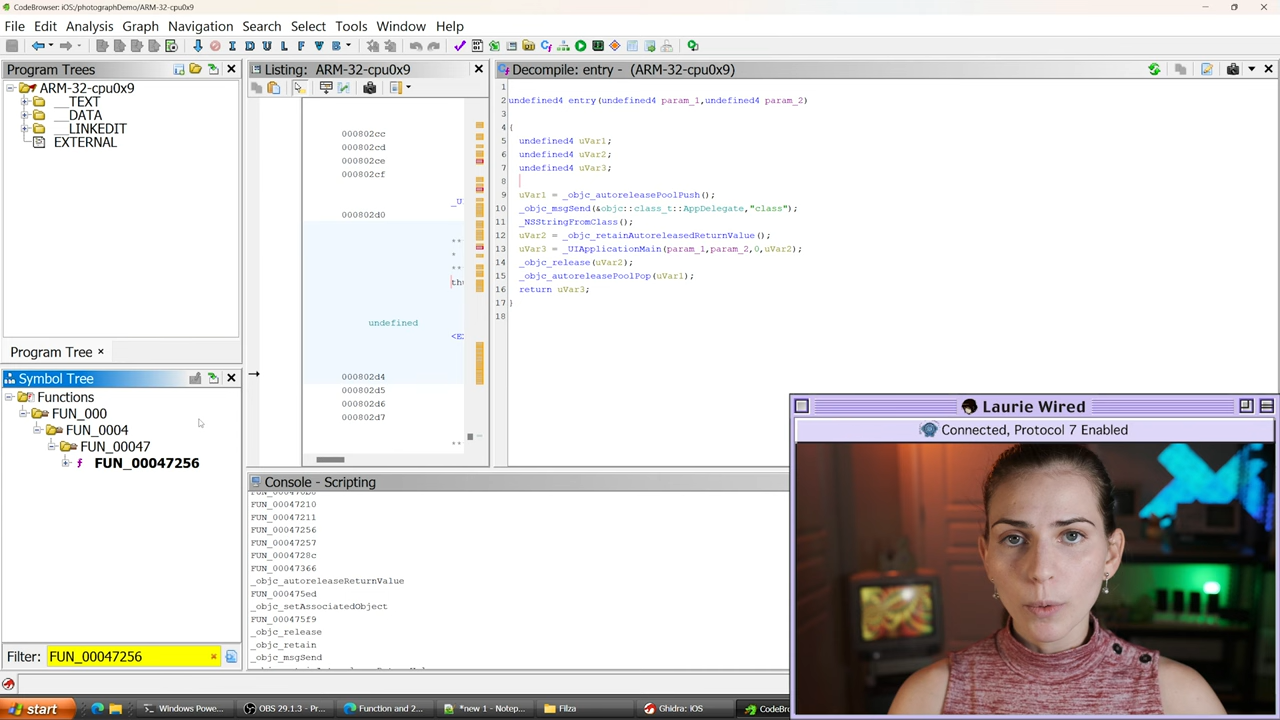 CodeBrowser: iOS:/photographDemo/ARM-32-cpu0x9
File Edit Analysis Graph Navigation Search Select Tools Window Help
Program Trees
ARM-32-cpu0x9
__TEXT
__DATA
__LINKEDIT
EXTERNAL
Program Tree ×
Symbol Tree
Functions
FUN_000
FUN_0004
FUN_00047
FUN_00047256
Filter: FUN_00047256
Listing: ARM-32-cpu0x9
000802cc
000802cd
000802ce
000802cf
_U
000802d0
**
*
**
thu
undefined
<E
000802d4
000802d5
000802d6
000802d7
**
Decompile: entry - (ARM-32-cpu0x9)
1
2 undefined4 entry(undefined4 param_1,undefined4 param_2)
3
4 {
5 undefined4 uVar1;
6 undefined4 uVar2;
7 undefined4 uVar3;
8
9 uVar1 = _objc_autoreleasePoolPush();
10 _objc_msgSend(&objc::class_t::AppDelegate,"class");
11 _NSStringFromClass();
12 uVar2 = _objc_retainAutoreleasedReturnValue();
13 uVar3 = _UIApplicationMain(param_1,param_2,0,uVar2);
14 _objc_release(uVar2);
15 _objc_autoreleasePoolPop(uVar1);
16 return uVar3;
17 }
18
Console - Scripting
FUN_00047210
FUN_00047211
FUN_00047256
FUN_00047257
FUN_0004728c
FUN_00047366
_objc_autoreleaseReturnValue
FUN_000475ed
_objc_setAssociatedObject
FUN_000475f9
_objc_release
_objc_retain
_objc_msgSend
Laurie Wired
Connected, Protocol 7 Enabled
start
Windows Powe...
OBS 29.1.3 - Pr...
Function and 2...
*new 1 - Notep...
Filza
Ghidra: iOS
CodeBro